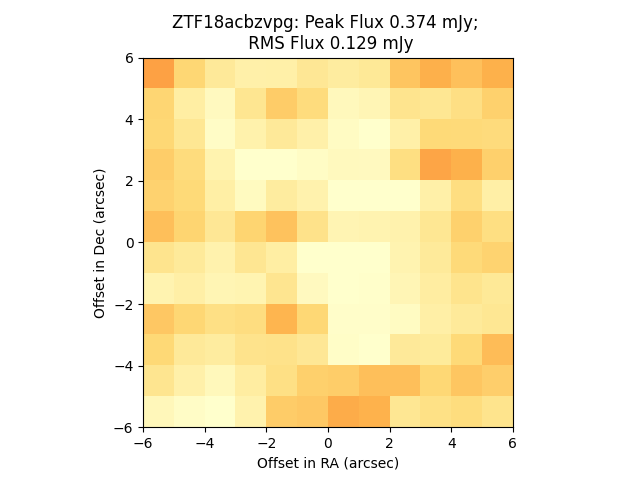 ZTF18acbzvpg: Peak Flux 0.374 mJy;
RMS Flux 0.129 mJy
6
4
2
0
−2
−4
−6
Offset in Dec (arcsec)
−6 −4 −2 0 2 4 6
Offset in RA (arcsec)